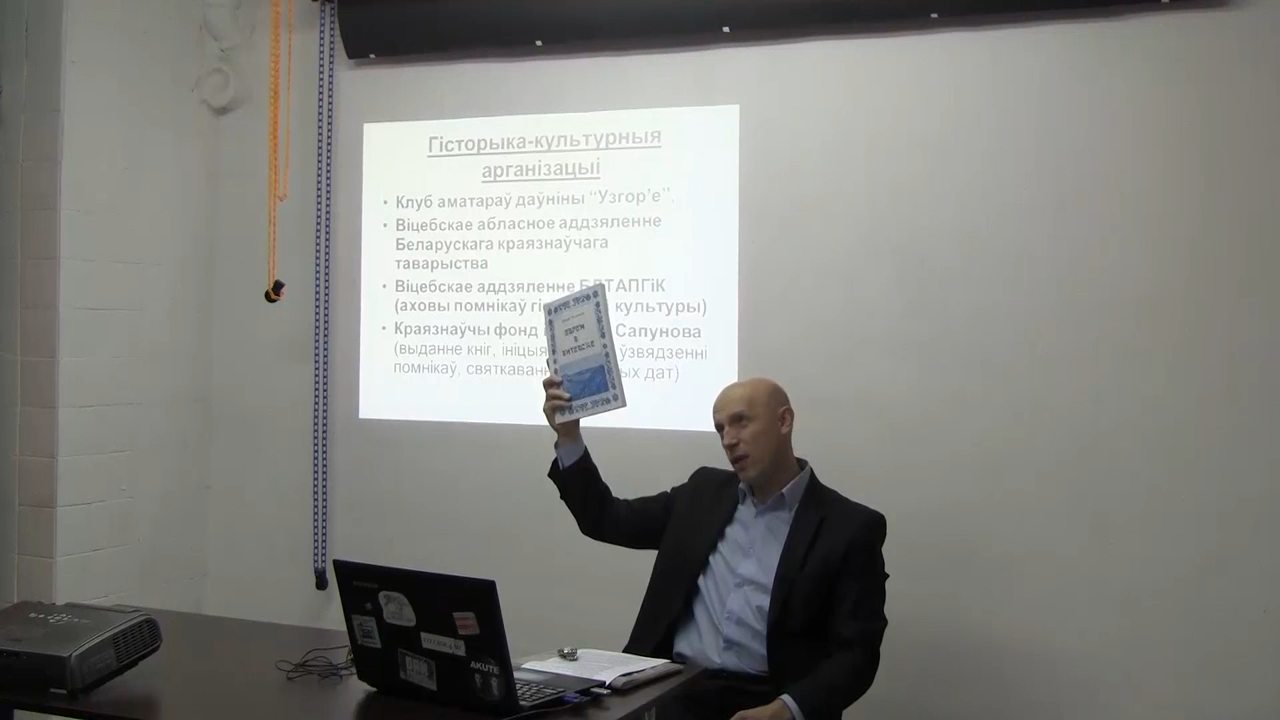 Гісторыка-культурныя
арганізацыі
• Клуб аматараў даўніны “Узгор’е”.
• Віцебскае абласное аддзяленне
Беларускага краязнаўчага
таварыства
• Віцебскае аддзяленне
(аховы помнікаў культуры)
• Краязнаўчы фонд Сапунова
(выданне кніг, ўзвядзенні
помнікаў, дат)
AKUTE